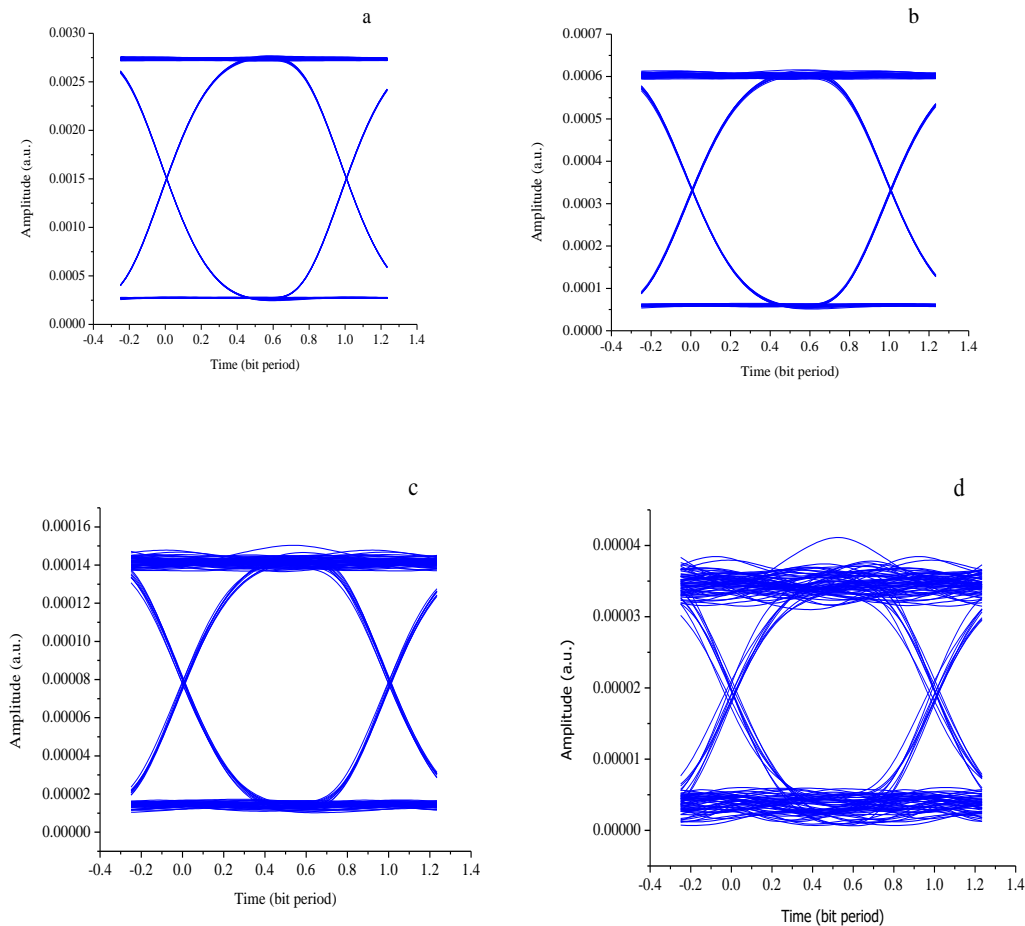 a
0.0030
0.0025
0.0020
0.0015
0.0010
0.0005
0.0000
-0.4 -0.2 0.0 0.2 0.4 0.6 0.8 1.0 1.2 1.4
Amplitude (a.u.)
Time (bit period)
b
0.0007
0.0006
0.0005
0.0004
0.0003
0.0002
0.0001
0.0000
-0.4 -0.2 0.0 0.2 0.4 0.6 0.8 1.0 1.2 1.4
Amplitude (a.u.)
Time (bit period)
c
0.00016
0.00014
0.00012
0.00010
0.00008
0.00006
0.00004
0.00002
0.00000
-0.4 -0.2 0.0 0.2 0.4 0.6 0.8 1.0 1.2 1.4
Amplitude (a.u.)
Time (bit period)
d
0.00004
0.00003
0.00002
0.00001
0.00000
-0.4 -0.2 0.0 0.2 0.4 0.6 0.8 1.0 1.2 1.4
Amplitude (a.u.)
Time (bit period)